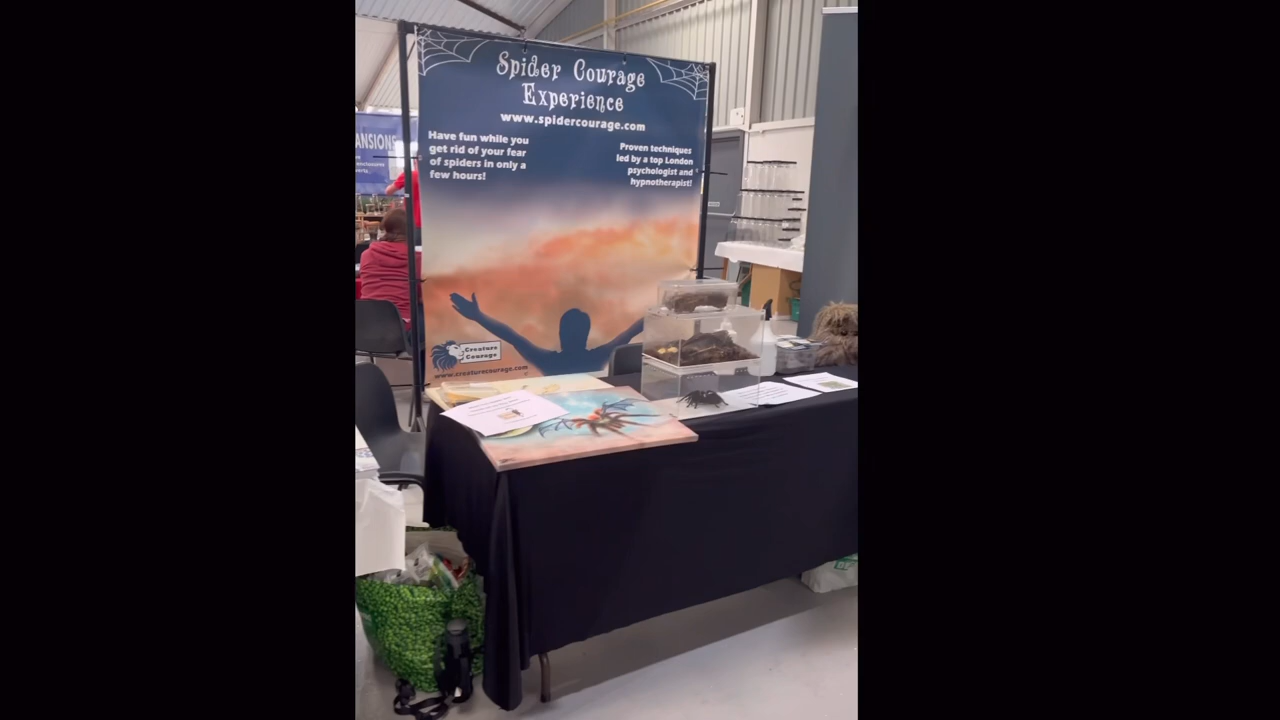 Spider Courage
Experience
www.spidercourage.com
Have fun while you
get rid of your fear
of spiders in only a
few hours!
Proven techniques
led by a top London
psychologist and
hypnotherapist!
Creature
Courage
www.creaturecourage.com
ANSIONS